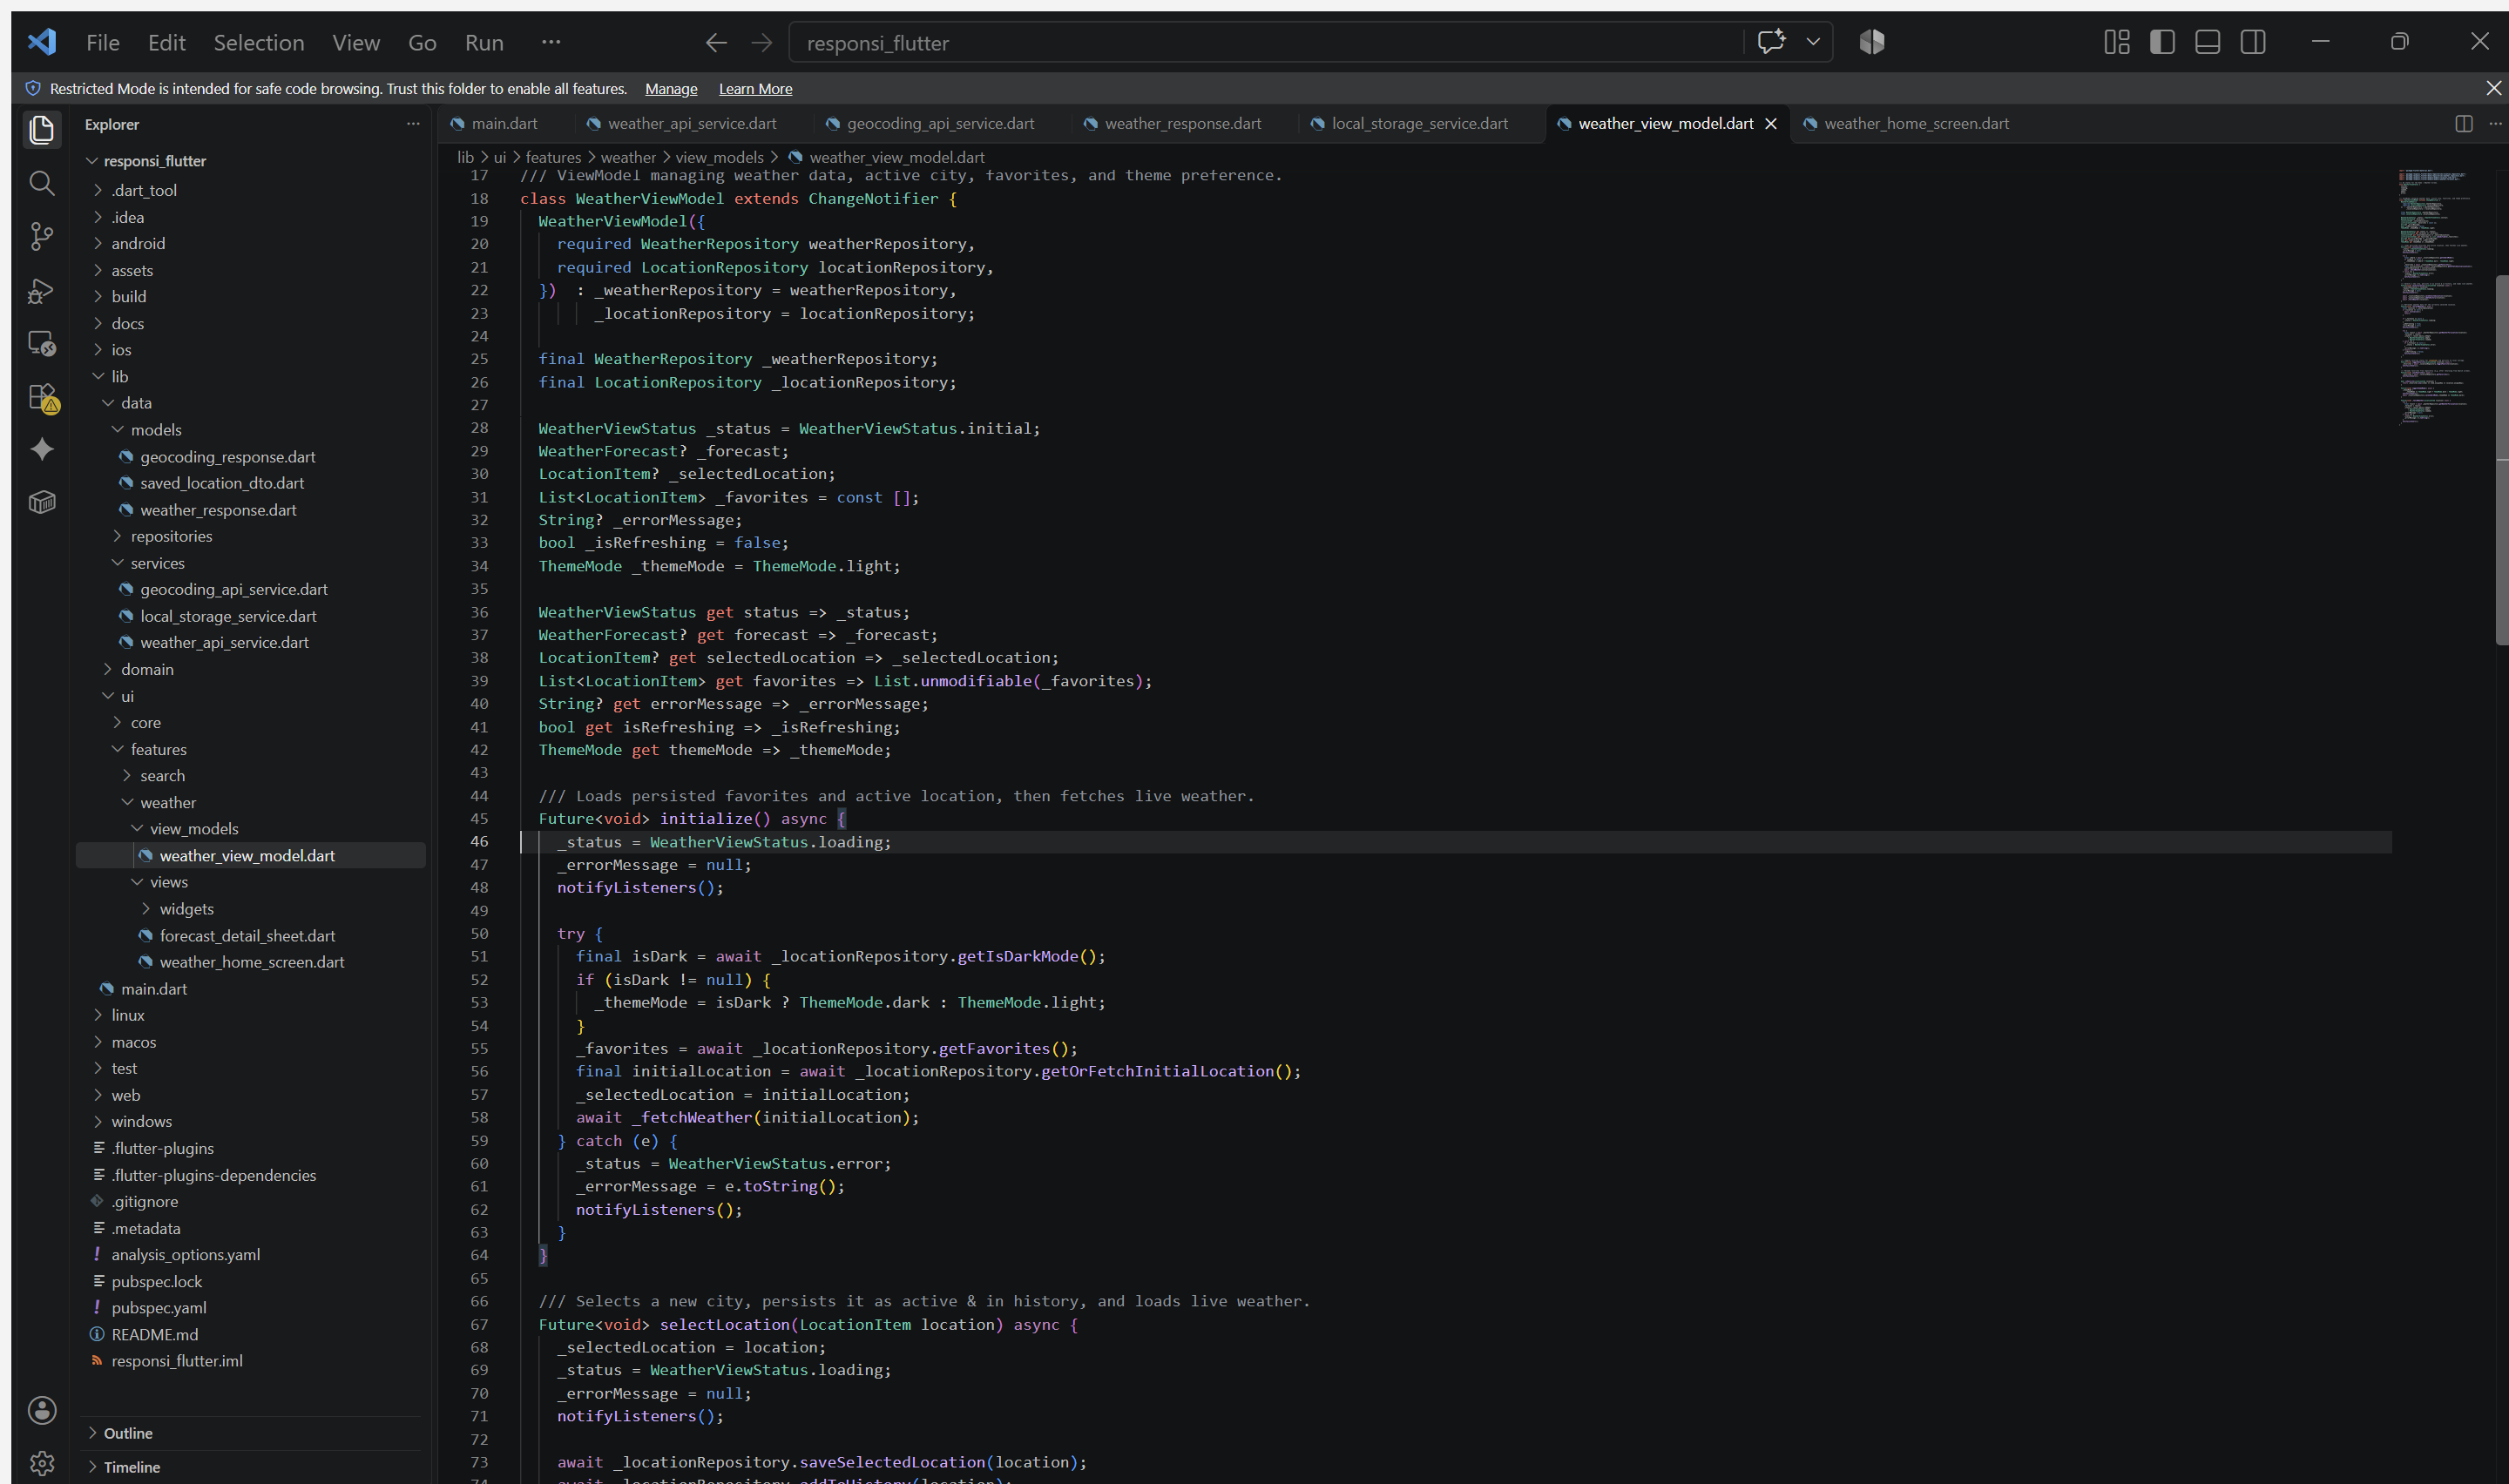 File Edit Selection View Go Run ···
responsi_flutter
Restricted Mode is intended for safe code browsing. Trust this folder to enable all features. Manage Learn More
Explorer
responsi_flutter
.dart_tool
.idea
android
assets
build
docs
ios
lib
data
models
geocoding_response.dart
saved_location_dto.dart
weather_response.dart
repositories
services
geocoding_api_service.dart
local_storage_service.dart
weather_api_service.dart
domain
ui
core
features
search
weather
view_models
weather_view_model.dart
views
widgets
forecast_detail_sheet.dart
weather_home_screen.dart
main.dart
linux
macos
test
web
windows
.flutter-plugins
.flutter-plugins-dependencies
.gitignore
.metadata
analysis_options.yaml
pubspec.lock
pubspec.yaml
README.md
responsi_flutter.iml
Outline
Timeline
main.dart weather_api_service.dart geocoding_api_service.dart weather_response.dart local_storage_service.dart weather_view_model.dart weather_home_screen.dart
lib > ui > features > weather > view_models > weather_view_model.dart
17 /// ViewModel managing weather data, active city, favorites, and theme preference.
18 class WeatherViewModel extends ChangeNotifier {
19 WeatherViewModel({
20 required WeatherRepository weatherRepository,
21 required LocationRepository locationRepository,
22 }) : _weatherRepository = weatherRepository,
23 _locationRepository = locationRepository;
24
25 final WeatherRepository _weatherRepository;
26 final LocationRepository _locationRepository;
27
28 WeatherViewStatus _status = WeatherViewStatus.initial;
29 WeatherForecast? _forecast;
30 LocationItem? _selectedLocation;
31 List<LocationItem> _favorites = const [];
32 String? _errorMessage;
33 bool _isRefreshing = false;
34 ThemeMode _themeMode = ThemeMode.light;
35
36 WeatherViewStatus get status => _status;
37 WeatherForecast? get forecast => _forecast;
38 LocationItem? get selectedLocation => _selectedLocation;
39 List<LocationItem> get favorites => List.unmodifiable(_favorites);
40 String? get errorMessage => _errorMessage;
41 bool get isRefreshing => _isRefreshing;
42 ThemeMode get themeMode => _themeMode;
43
44 /// Loads persisted favorites and active location, then fetches live weather.
45 Future<void> initialize() async {
46 _status = WeatherViewStatus.loading;
47 _errorMessage = null;
48 notifyListeners();
49
50 try {
51 final isDark = await _locationRepository.getIsDarkMode();
52 if (isDark != null) {
53 _themeMode = isDark ? ThemeMode.dark : ThemeMode.light;
54 }
55 _favorites = await _locationRepository.getFavorites();
56 final initialLocation = await _locationRepository.getOrFetchInitialLocation();
57 _selectedLocation = initialLocation;
58 await _fetchWeather(initialLocation);
59 } catch (e) {
60 _status = WeatherViewStatus.error;
61 _errorMessage = e.toString();
62 notifyListeners();
63 }
64 }
65
66 /// Selects a new city, persists it as active & in history, and loads live weather.
67 Future<void> selectLocation(LocationItem location) async {
68 _selectedLocation = location;
69 _status = WeatherViewStatus.loading;
70 _errorMessage = null;
71 notifyListeners();
72
73 await _locationRepository.saveSelectedLocation(location);
74 await _locationRepository.addToHistory(location);